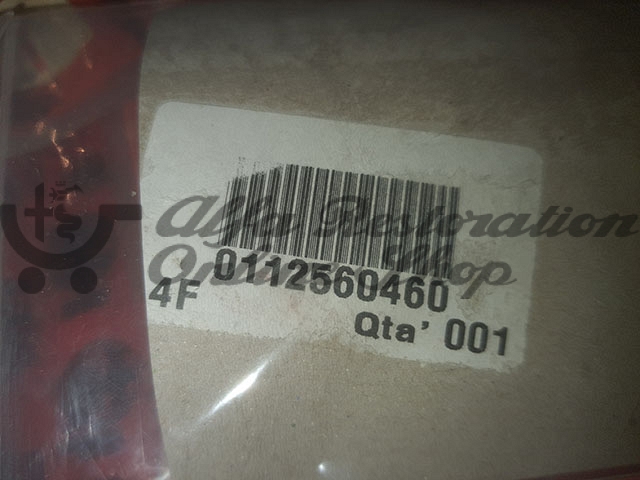 Alfa Restoration
Online Shop
0112560460
4F
Qta' 001